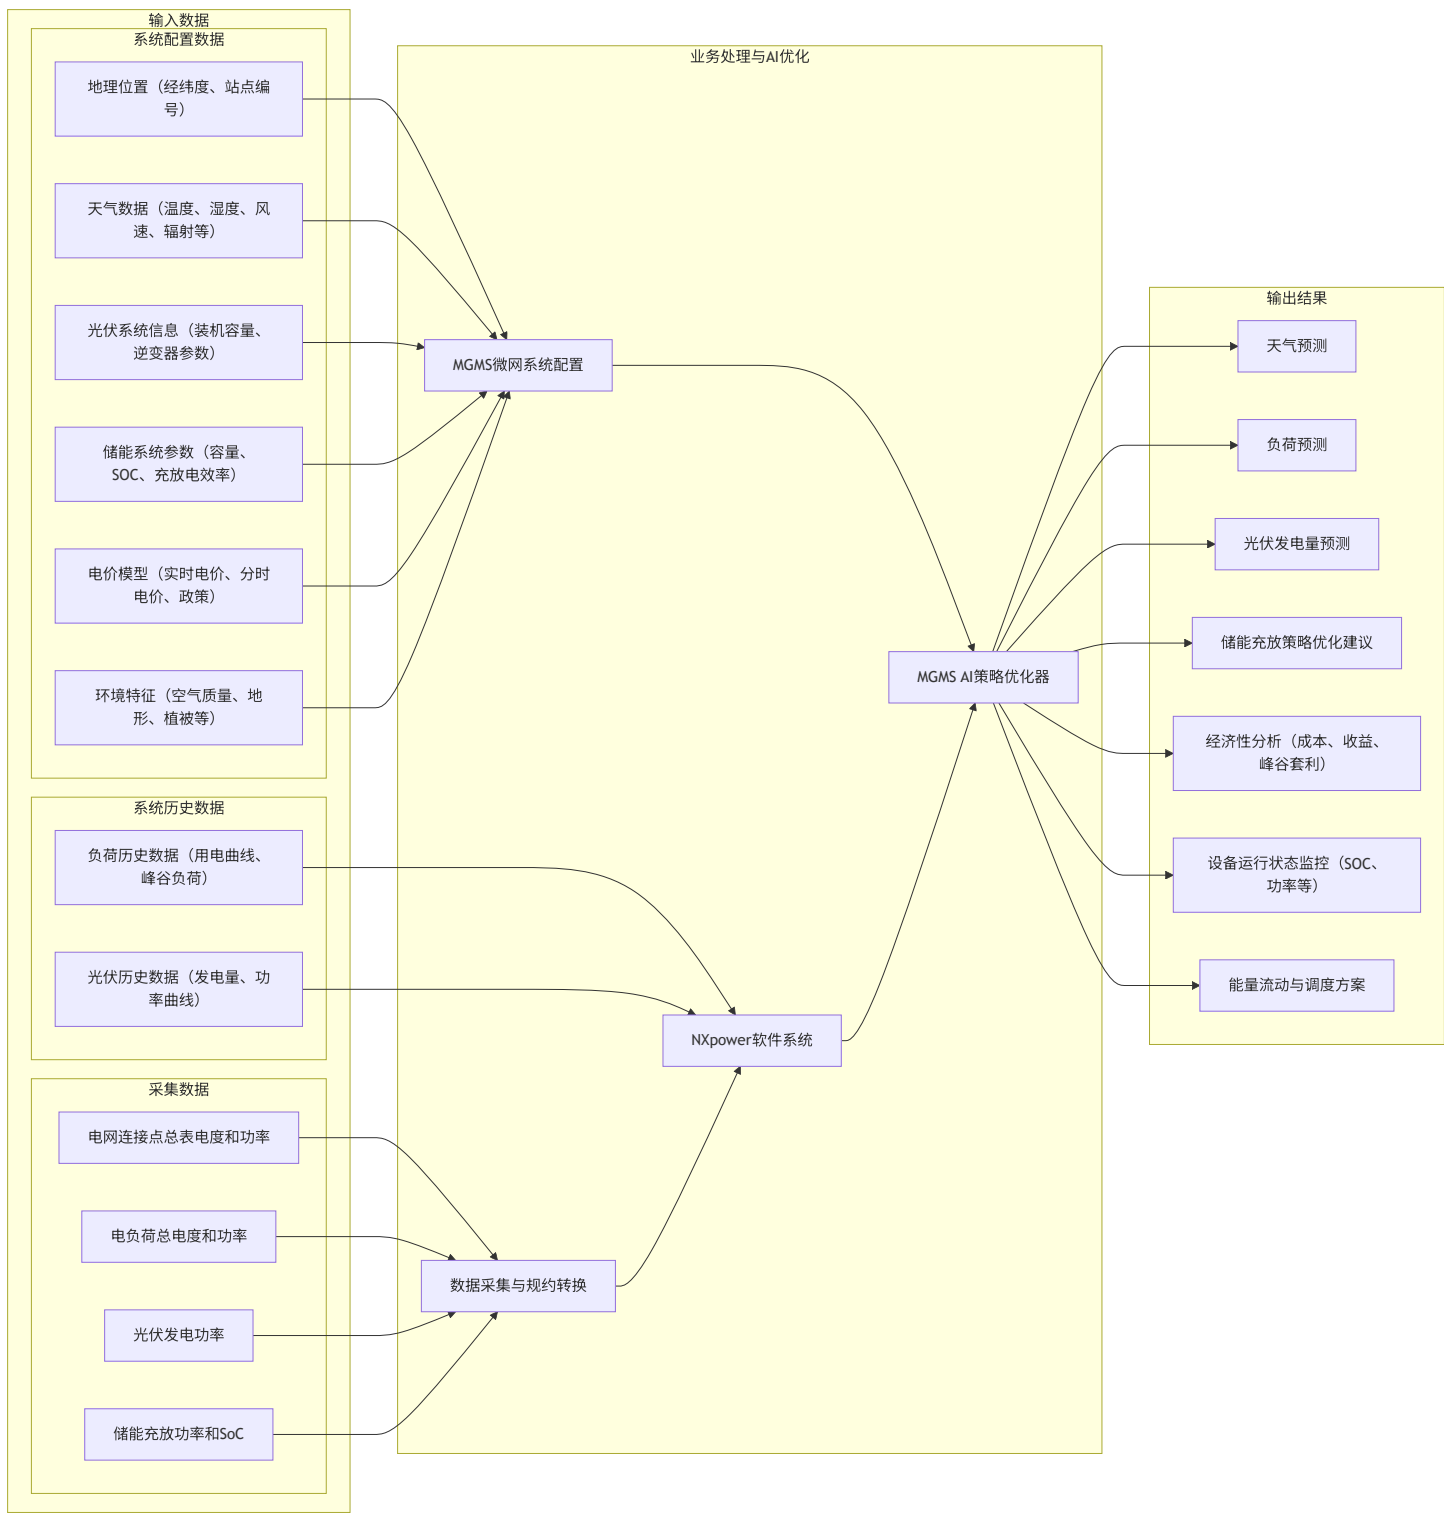 输入数据
系统配置数据
地理位置（经纬度、站点编
号）
天气数据（温度、湿度、风
速、辐射等）
光伏系统信息（装机容量、
逆变器参数）
储能系统参数（容量、
SOC、充放电效率）
电价模型（实时电价、分时
电价、政策）
环境特征（空气质量、地
形、植被等）
系统历史数据
负荷历史数据（用电曲线、
峰谷负荷）
光伏历史数据（发电量、功
率曲线）
采集数据
电网连接点总表电度和功率
电负荷总电度和功率
光伏发电功率
储能充放功率和SoC
业务处理与AI优化
MGMS微网系统配置
MGMS AI策略优化器
NXpower软件系统
数据采集与规约转换
输出结果
天气预测
负荷预测
光伏发电量预测
储能充放策略优化建议
经济性分析（成本、收益、
峰谷套利）
设备运行状态监控（SOC、
功率等）
能量流动与调度方案